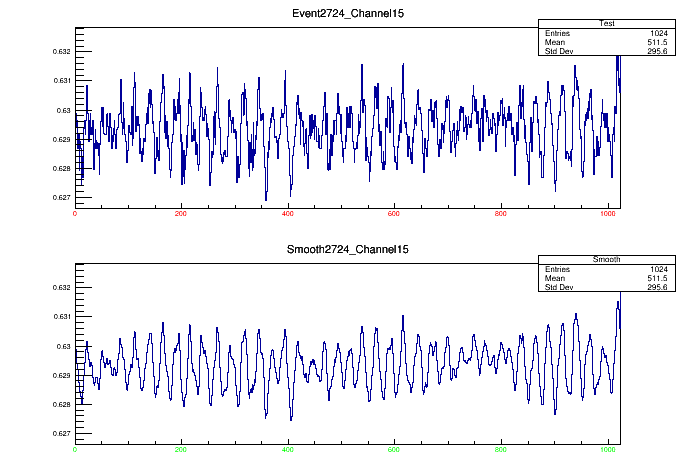 Event2724_Channel15
Test
Entries 1024
Mean 511.5
Std Dev 295.6
0.632
0.631
0.63
0.629
0.628
0.627
0 200 400 600 800 1000
Smooth2724_Channel15
Smooth
Entries 1024
Mean 511.5
Std Dev 295.6
0.632
0.631
0.63
0.629
0.628
0.627
0 200 400 600 800 1000